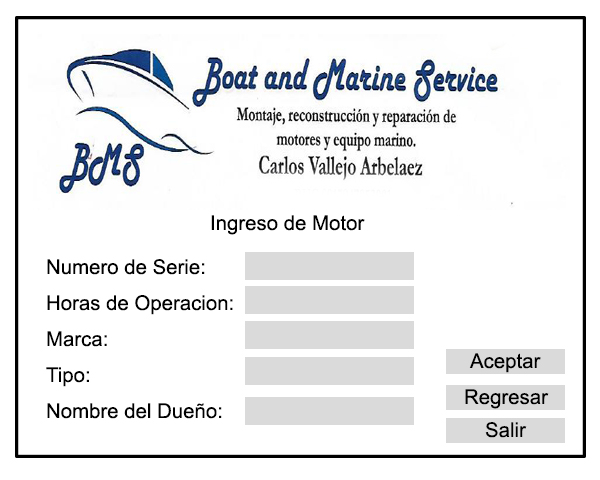 Boat and Marine Service
Montaje, reconstrucción y reparación de
motores y equipo marino.
Carlos Vallejo Arbelaez
BMS
Ingreso de Motor
Numero de Serie:
Horas de Operacion:
Marca:
Tipo:
Nombre del Dueño:
Aceptar
Regresar
Salir